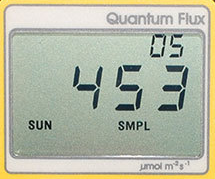 Quantum Flux
05
453
SUN SMPL
µmol m⁻² s⁻¹